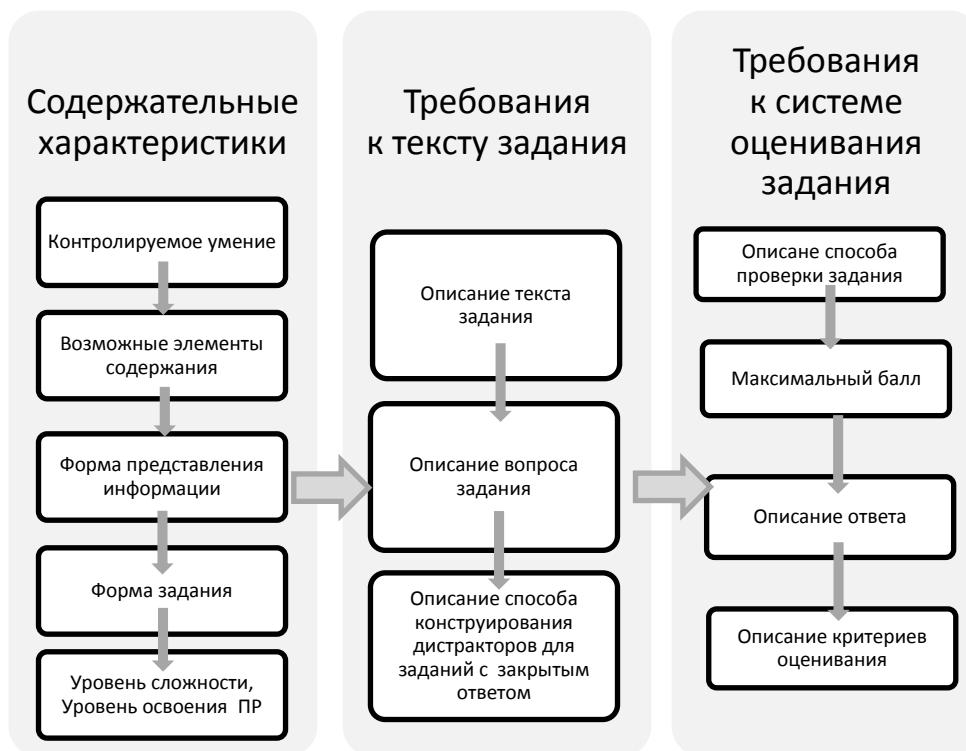 Содержательные
характеристики
Контролируемое умение
Возможные элементы
содержания
Форма представления
информации
Форма задания
Уровень сложности,
Уровень освоения ПР
Требования
к тексту задания
Описание текста
задания
Описание вопроса
задания
Описание способа
конструирования
дистракторов для
заданий с закрытым
ответом
Требования
к системе
оценивания
задания
Описане способа
проверки задания
Максимальный балл
Описание ответа
Описание критериев
оценивания